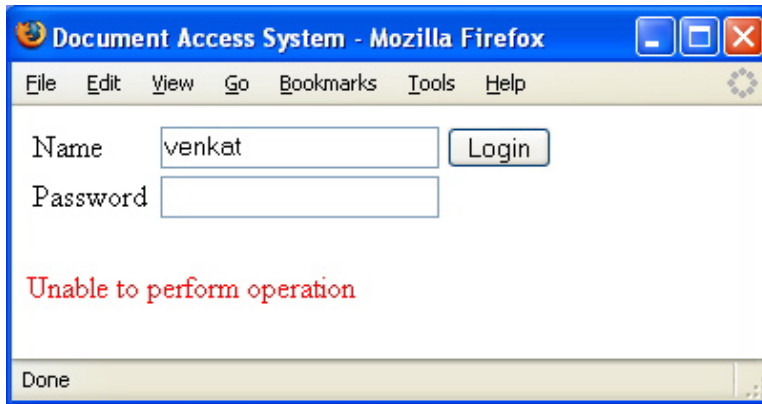 Document Access System - Mozilla Firefox
File Edit View Go Bookmarks Tools Help
Name venkat Login
Password
Unable to perform operation
Done